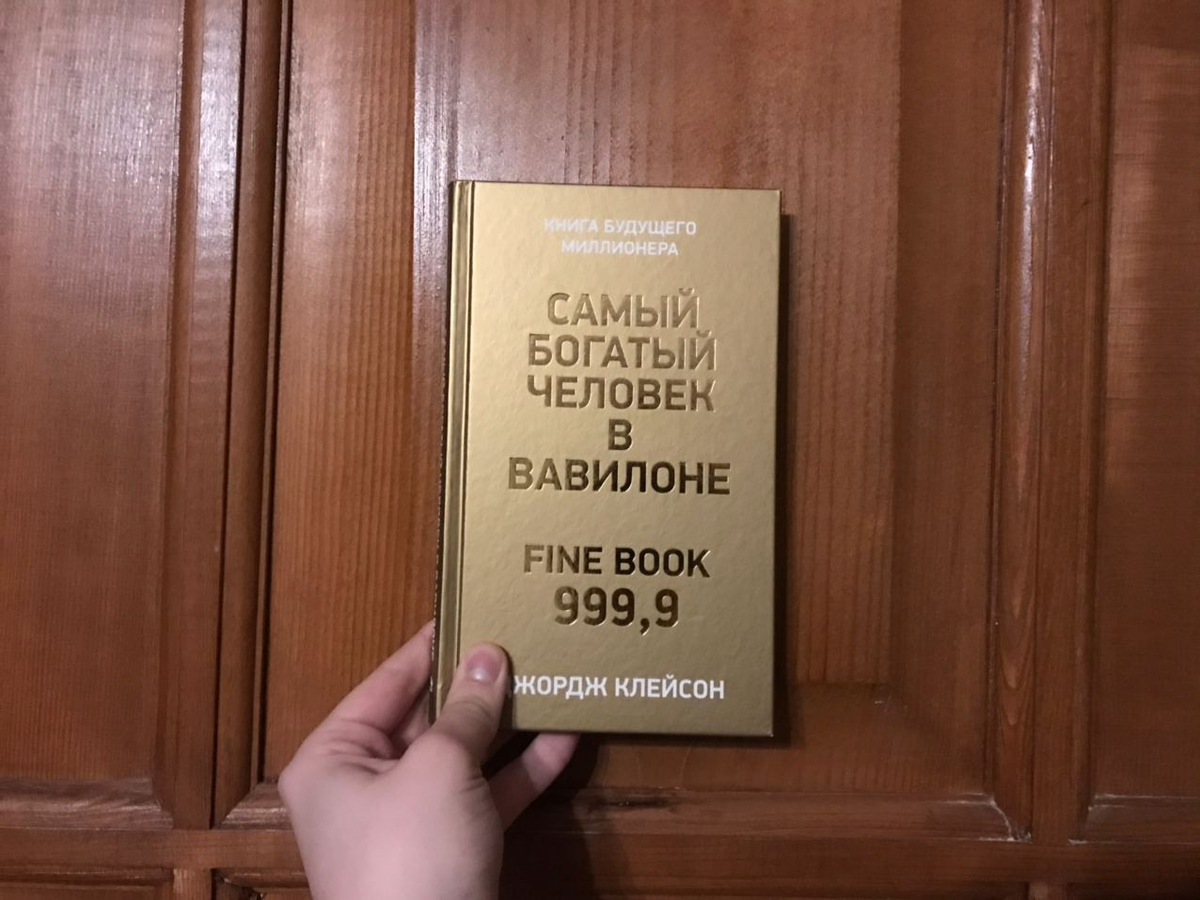 КНИГА БУДУЩЕГО
МИЛЛИОНЕРА
САМЫЙ
БОГАТЫЙ
ЧЕЛОВЕК
В
ВАВИЛОНЕ
FINE BOOK
999,9
КЛЕЙСОН